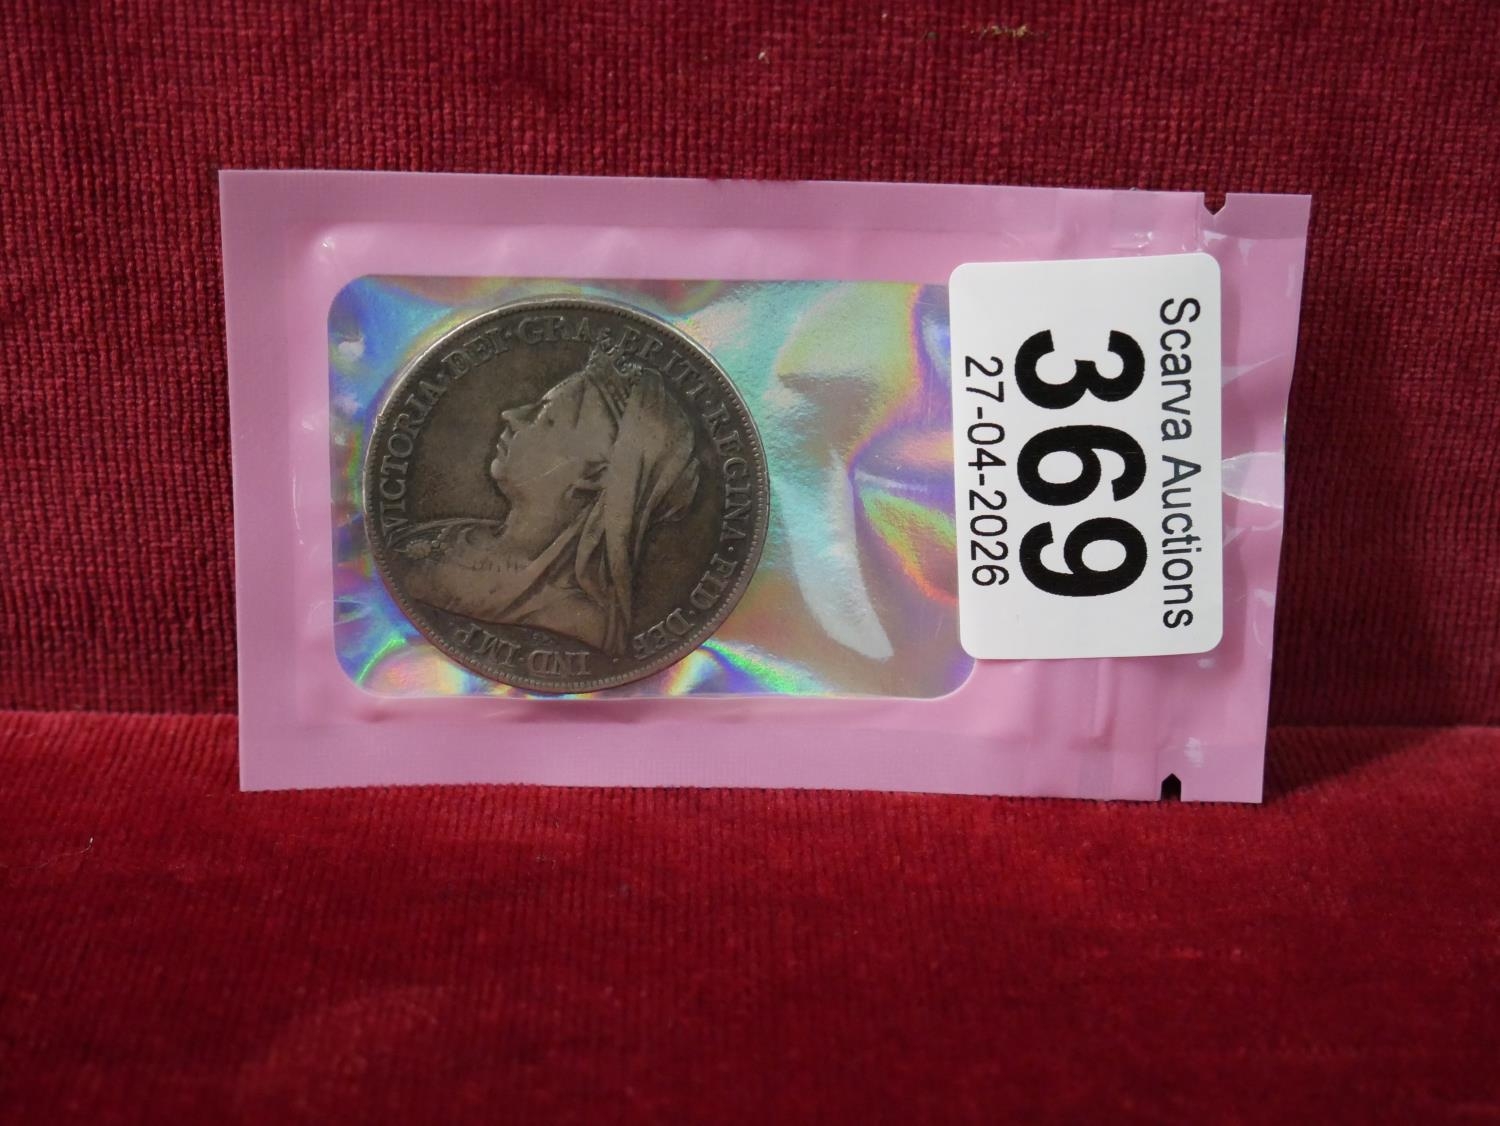 VICTORIA·DEI·GRA·BRITT·REGINA·FID·DEF·
IND·IMP·
Scarva Auctions
369
27-04-2026